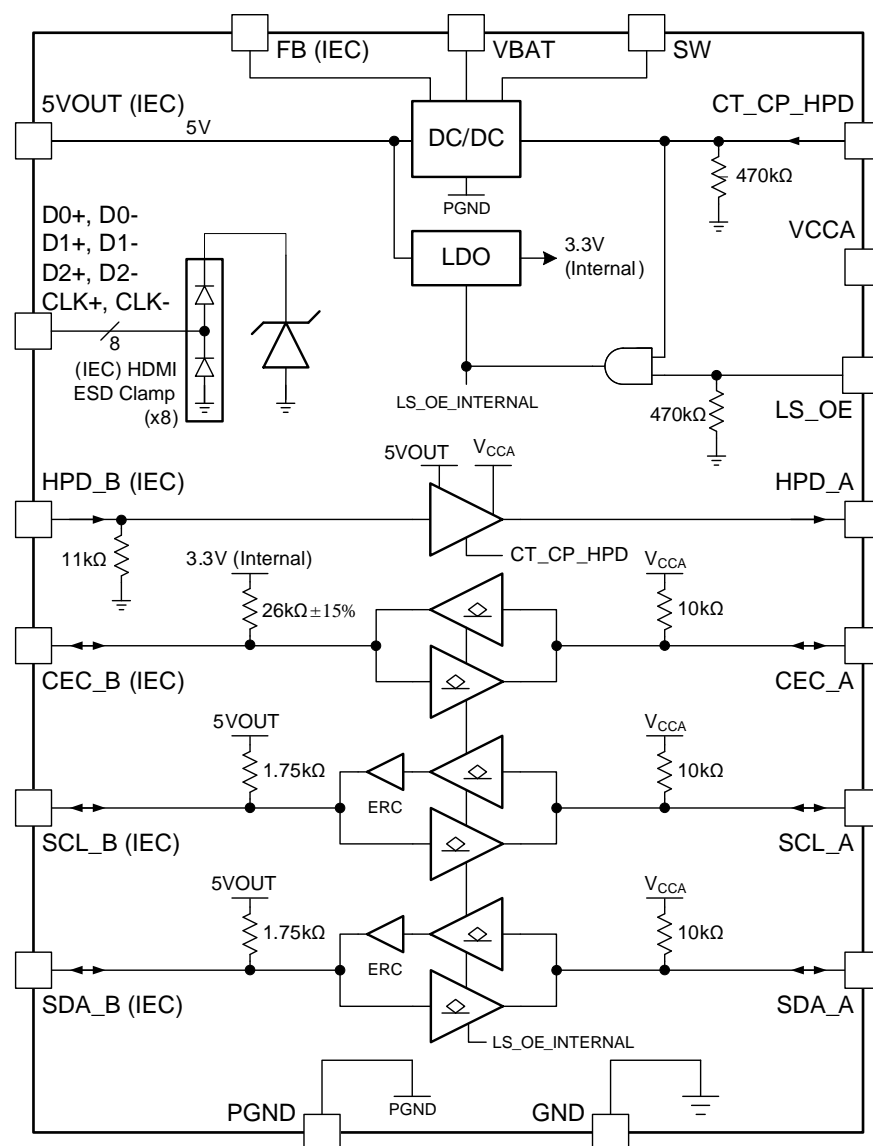 FB (IEC)
VBAT
SW
5VOUT (IEC)
CT_CP_HPD
5V
DC/DC
470kΩ
PGND
D0+, D0-
D1+, D1-
D2+, D2-
CLK+, CLK-
VCCA
LDO
3.3V
(Internal)
8
(IEC) HDMI
ESD Clamp
(x8)
LS_OE_INTERNAL
LS_OE
470kΩ
5VOUT
VCCA
HPD_B (IEC)
HPD_A
11kΩ
CT_CP_HPD
3.3V (Internal)
VCCA
26kΩ ±15%
10kΩ
CEC_B (IEC)
CEC_A
5VOUT
VCCA
1.75kΩ
10kΩ
ERC
SCL_B (IEC)
SCL_A
5VOUT
VCCA
1.75kΩ
10kΩ
ERC
SDA_B (IEC)
SDA_A
LS_OE_INTERNAL
PGND
PGND
GND